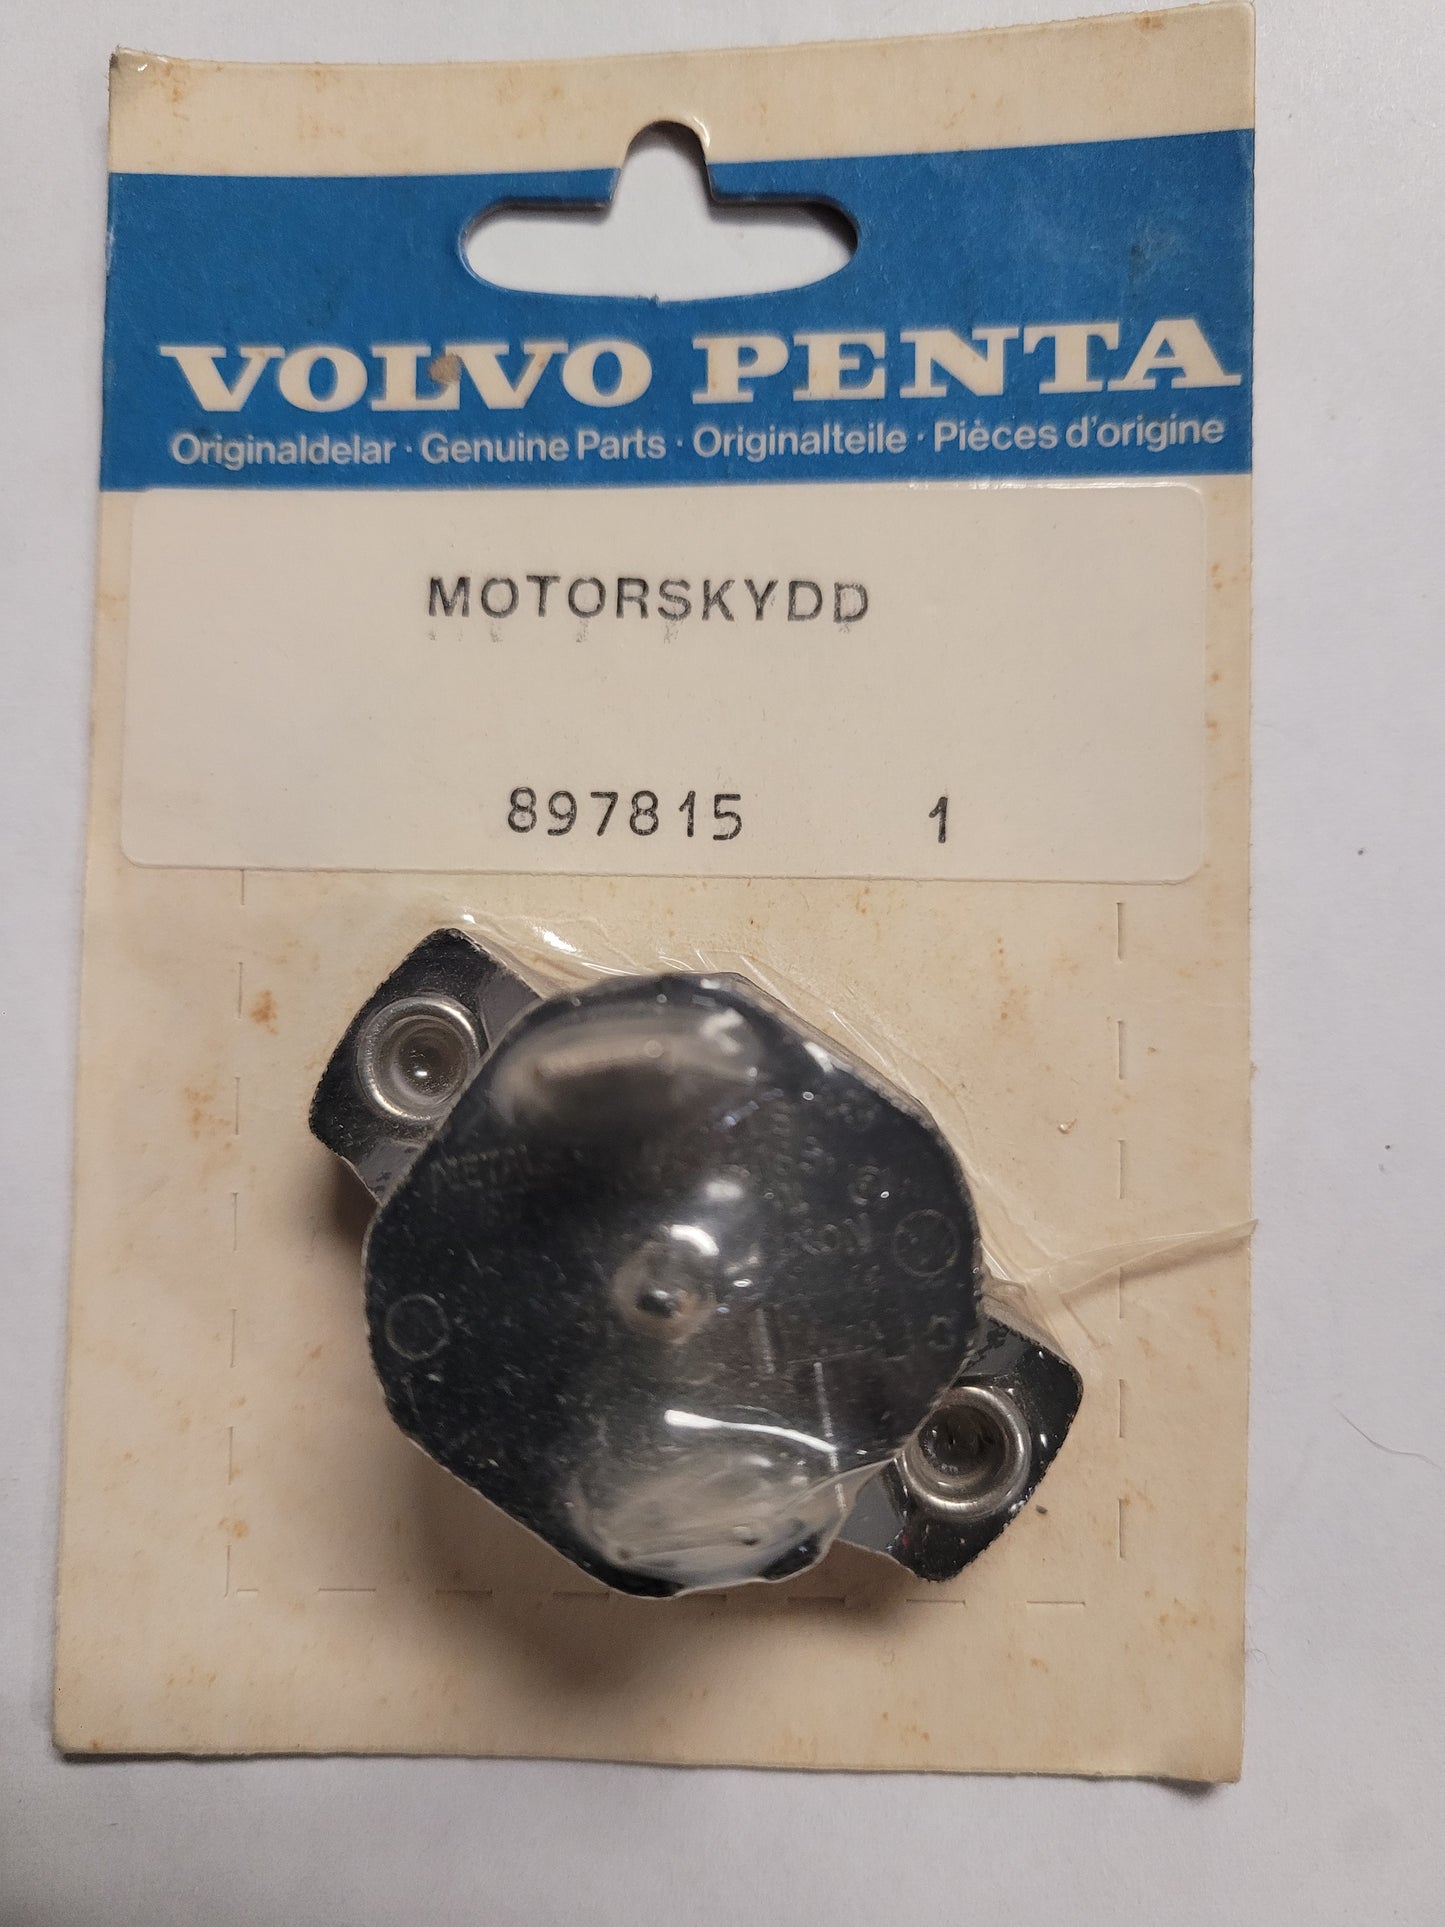 VOLVO PENTA
Originaldelar · Genuine Parts · Originalteile · Pièces d'origine
MOTORSKYDD
897815 1